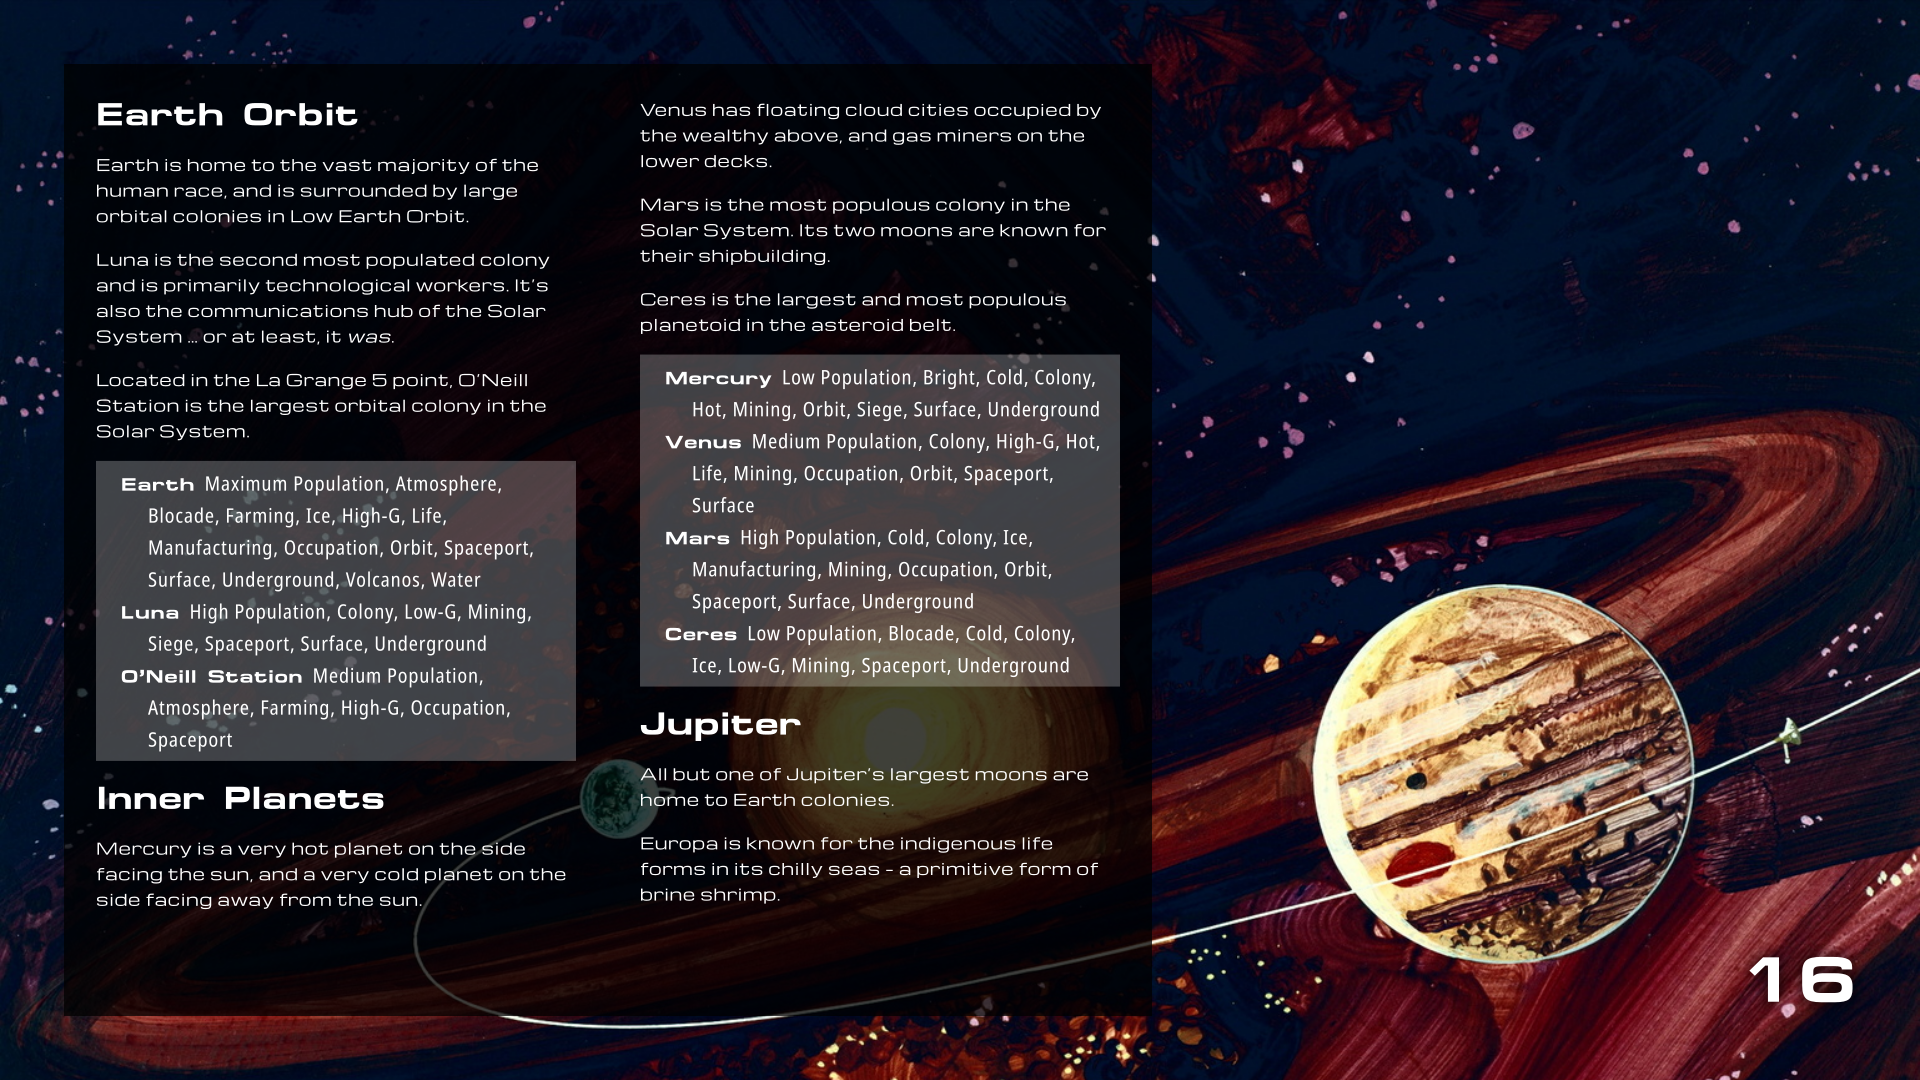 Earth Orbit
Earth is home to the vast majority of the
human race, and is surrounded by large
orbital colonies in Low Earth Orbit.
Luna is the second most populated colony
and is primarily technological workers. It's
also the communications hub of the Solar
System … or at least, it was.
Located in the La Grange 5 point, O'Neill
Station is the largest orbital colony in the
Solar System.
Earth Maximum Population, Atmosphere,
Blocade, Farming, Ice, High-G, Life,
Manufacturing, Occupation, Orbit, Spaceport,
Surface, Underground, Volcanos, Water
Luna High Population, Colony, Low-G, Mining,
Siege, Spaceport, Surface, Underground
O’Neill Station Medium Population,
Atmosphere, Farming, High-G, Occupation,
Spaceport
Inner Planets
Mercury is a very hot planet on the side
facing the sun, and a very cold planet on the
side facing away from the sun.
Venus has floating cloud cities occupied by
the wealthy above, and gas miners on the
lower decks.
Mars is the most populous colony in the
Solar System. Its two moons are known for
their shipbuilding.
Ceres is the largest and most populous
planetoid in the asteroid belt.
Mercury Low Population, Bright, Cold, Colony,
Hot, Mining, Orbit, Siege, Surface, Underground
Venus Medium Population, Colony, High-G, Hot,
Life, Mining, Occupation, Orbit, Spaceport,
Surface
Mars High Population, Cold, Colony, Ice,
Manufacturing, Mining, Occupation, Orbit,
Spaceport, Surface, Underground
Ceres Low Population, Blocade, Cold, Colony,
Ice, Low-G, Mining, Spaceport, Underground
Jupiter
All but one of Jupiter's largest moons are
home to Earth colonies.
Europa is known for the indigenous life
forms in its chilly seas – a primitive form of
brine shrimp.
16